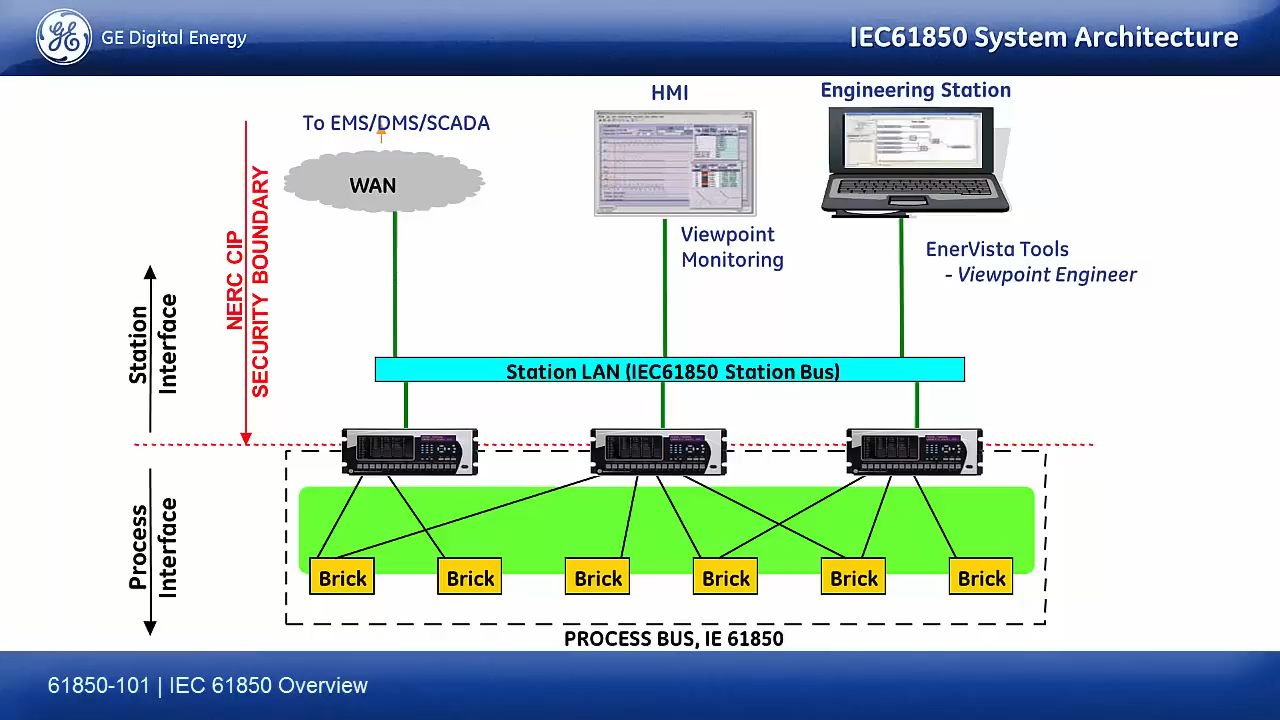 GE Digital Energy
IEC61850 System Architecture
To EMS/DMS/SCADA
HMI
Engineering Station
WAN
Viewpoint
Monitoring
EnerVista Tools
- Viewpoint Engineer
NERC CIP
SECURITY BOUNDARY
Station
Interface
Station LAN (IEC61850 Station Bus)
Process
Interface
Brick
Brick
Brick
Brick
Brick
Brick
PROCESS BUS, IE 61850
61850-101 | IEC 61850 Overview